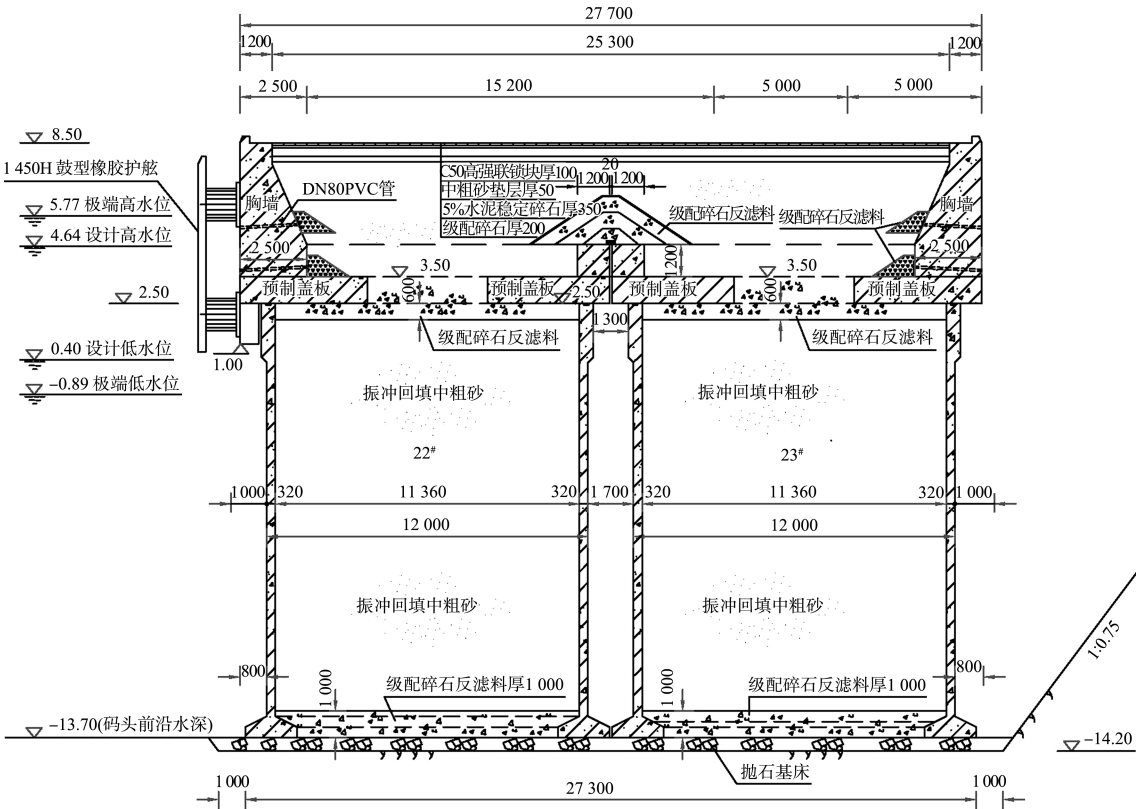 27 700
1200
25 300
1200
2 500
15 200
5 000
5 000
8.50
1 450H 鼓型橡胶护舷
C50高强联锁块厚100
20
1200
1200
胸墙
DN80PVC管
中粗砂垫层厚50
胸墙
5.77 极端高水位
5%水泥稳定碎石厚350
级配碎石反滤料
级配碎石反滤料
4.64 设计高水位
级配碎石厚200
2 500
2 500
1200
3.50
3.50
预制盖板
600
预制盖板
2.50
预制盖板
600
预制盖板
2.50
1 300
级配碎石反滤料
级配碎石反滤料
0.40 设计低水位
1.00
-0.89 极端低水位
振冲回填中粗砂
振冲回填中粗砂
22#
23#
1 000
320
11 360
320
1 700
320
11 360
320
1 000
12 000
12 000
振冲回填中粗砂
振冲回填中粗砂
1:0.75
800
800
1 000
级配碎石反滤料厚1 000
1 000
级配碎石反滤料厚1 000
-13.70(码头前沿水深)
-14.20
抛石基床
1 000
27 300
1 000